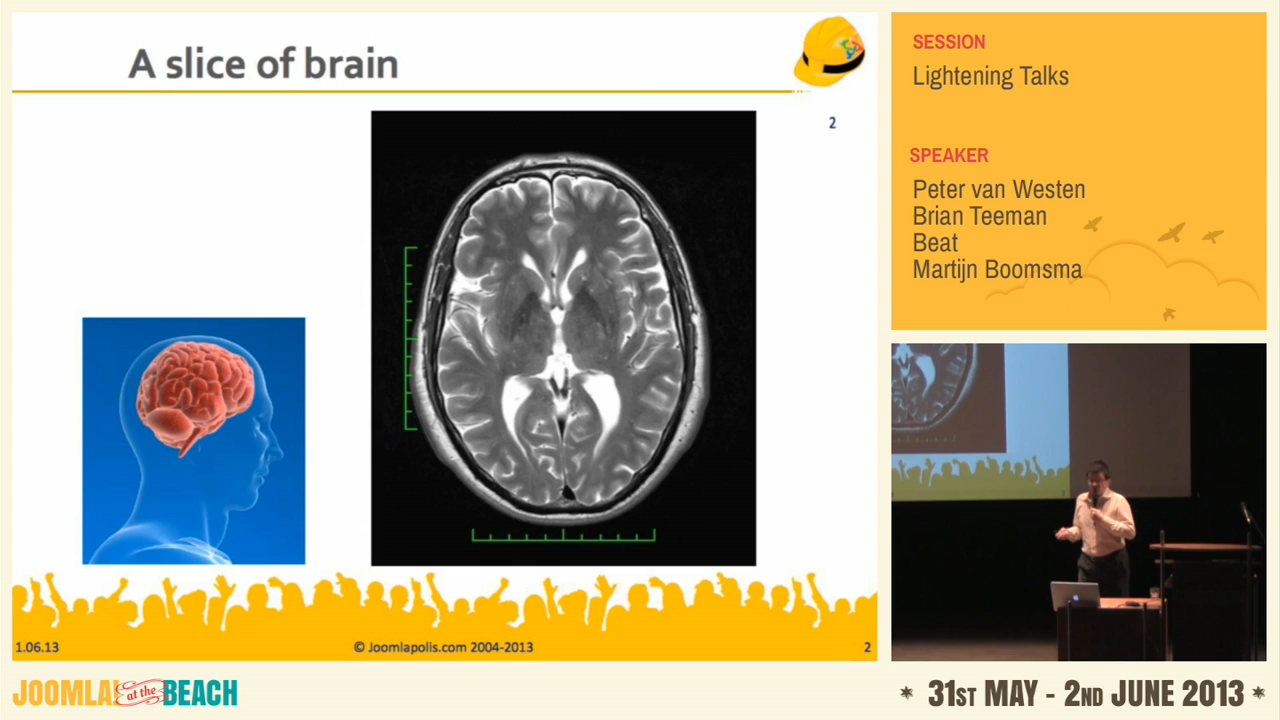 A slice of brain
2
1.06.13
© Joomlapolis.com 2004-2013
2
SESSION
Lightening Talks
SPEAKER
Peter van Westen
Brian Teeman
Beat
Martijn Boomsma
JOOMLA! at the BEACH
* 31ST MAY - 2ND JUNE 2013 *